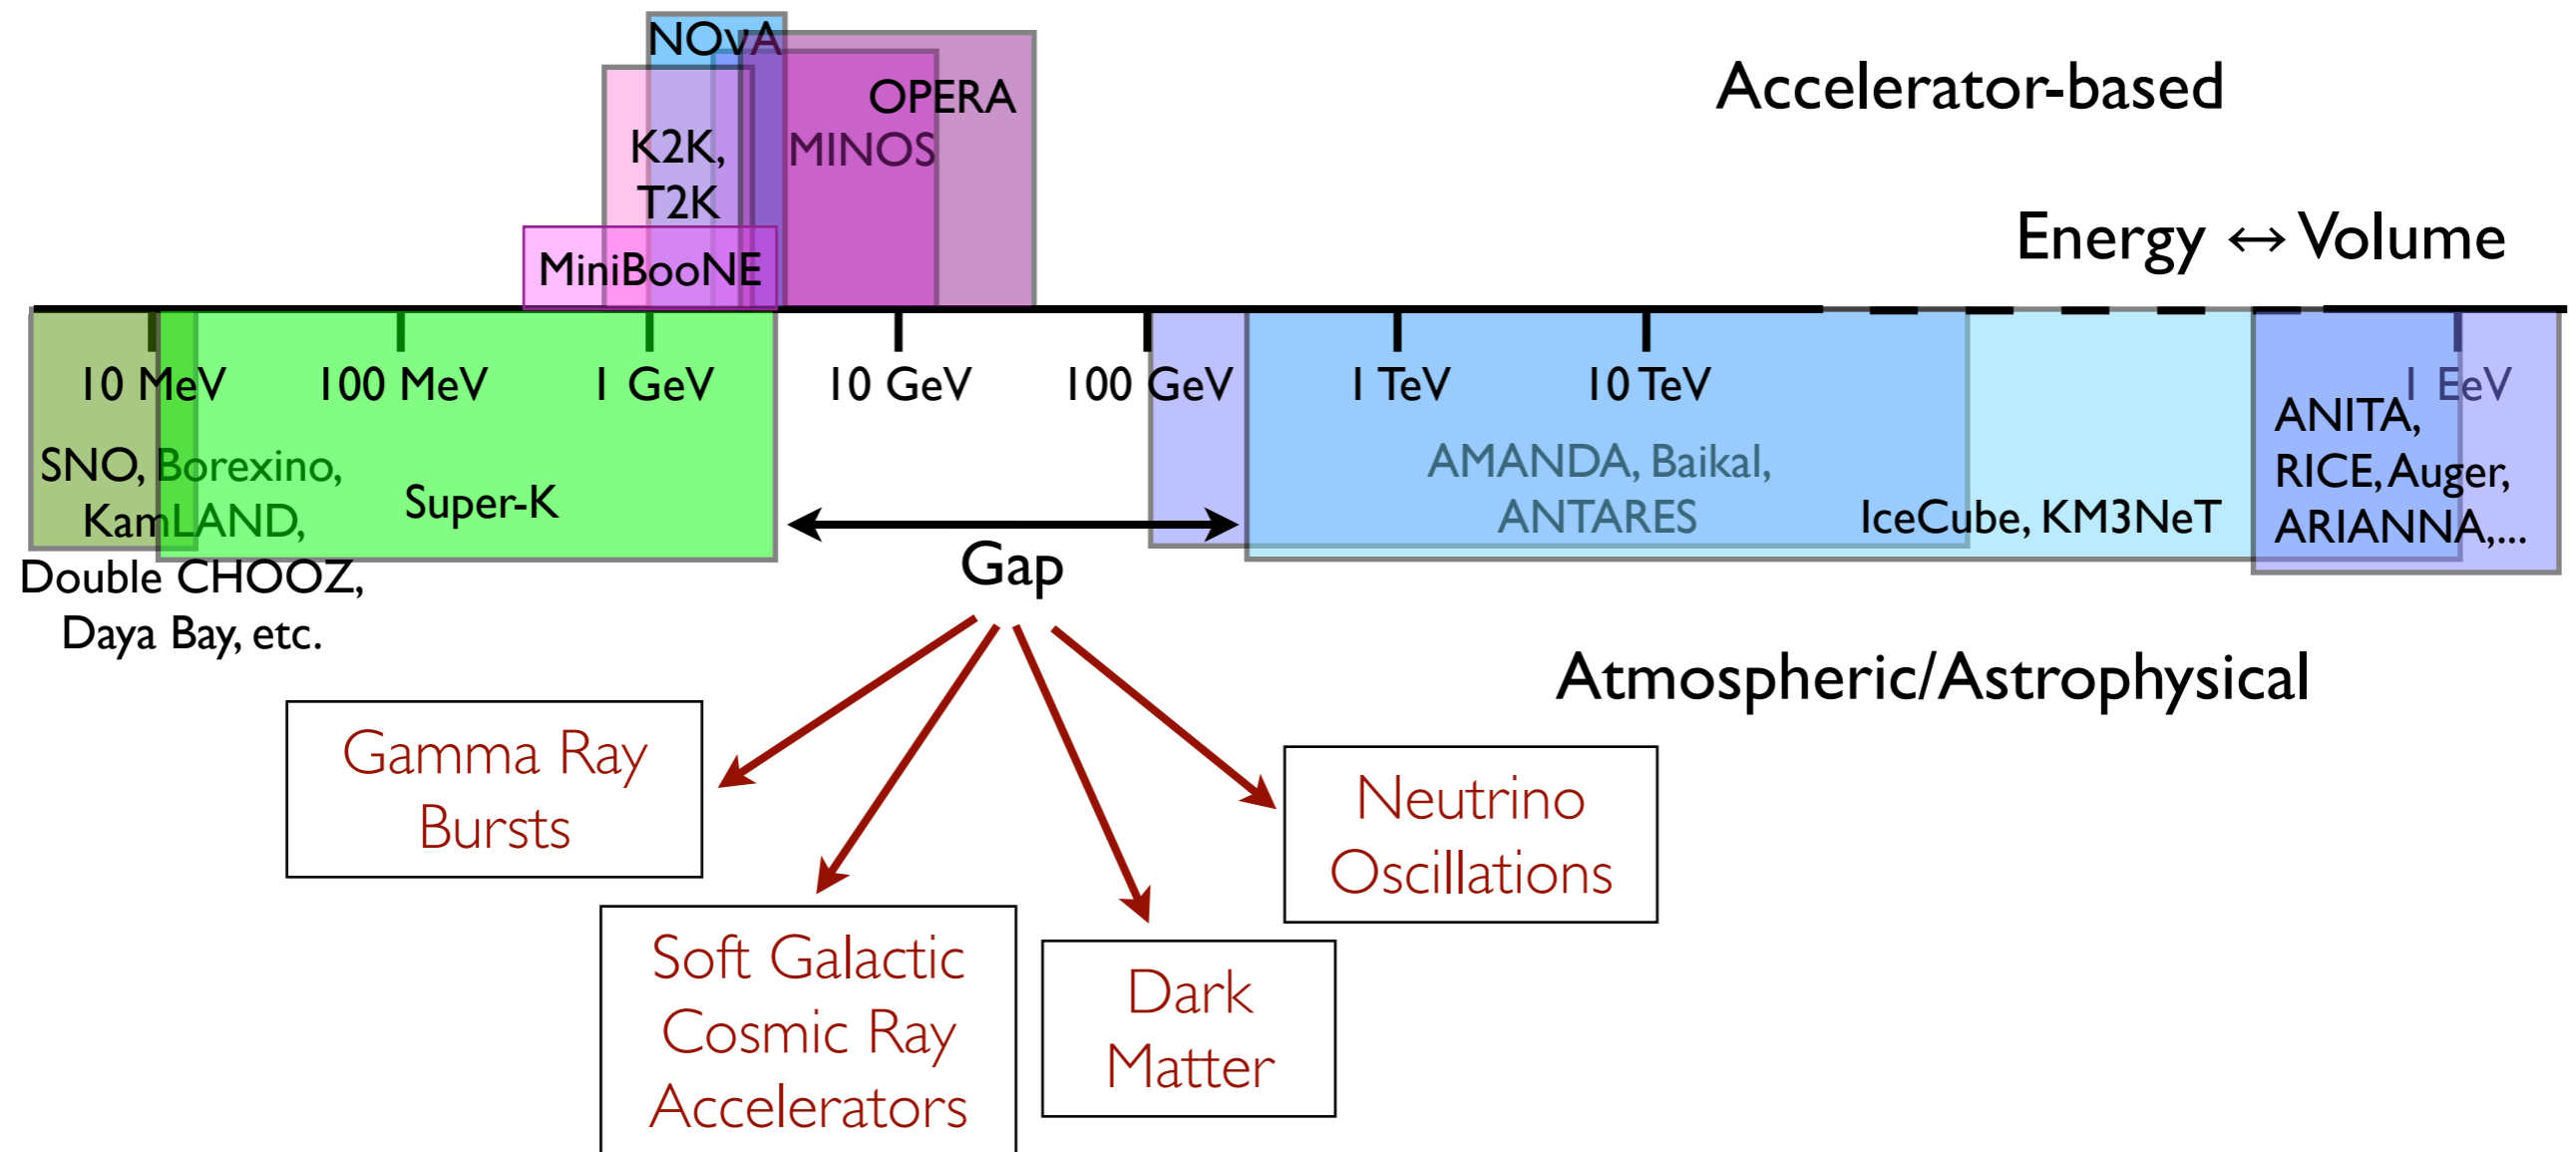 NOνA
Accelerator-based
OPERA
K2K,
T2K
MINOS
Energy ↔ Volume
MiniBooNE
10 MeV
100 MeV
1 GeV
10 GeV
100 GeV
1 TeV
10 TeV
1 EeV
SNO, Borexino,
KamLAND,
Double CHOOZ,
Daya Bay, etc.
Super-K
Gap
AMANDA, Baikal,
ANTARES
IceCube, KM3NeT
ANITA,
RICE, Auger,
ARIANNA,...
Atmospheric/Astrophysical
Gamma Ray
Bursts
Soft Galactic
Cosmic Ray
Accelerators
Dark
Matter
Neutrino
Oscillations